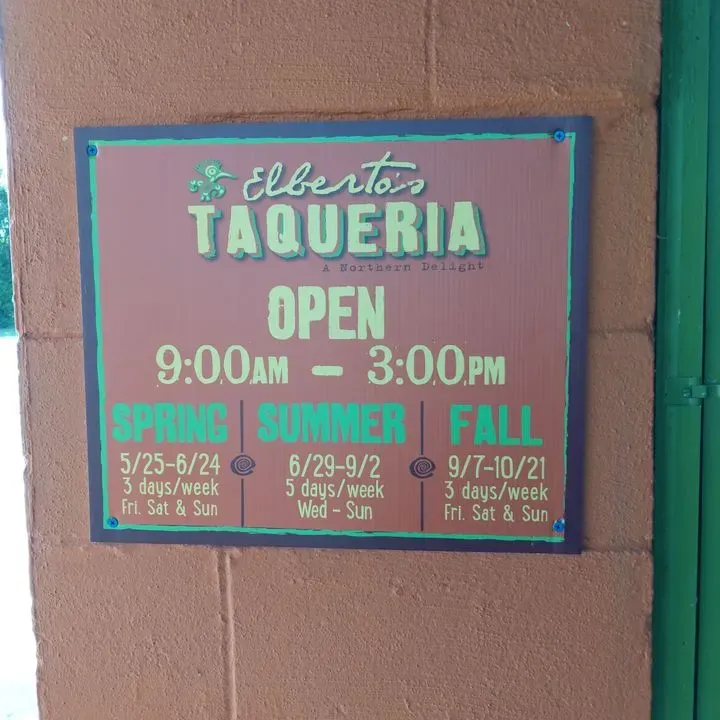 Elberta's
TAQUERIA
A Northern Delight
OPEN
9:00AM – 3:00PM
SPRING
5/25-6/24
3 days/week
Fri. Sat & Sun
SUMMER
6/29-9/2
5 days/week
Wed - Sun
FALL
9/7-10/21
3 days/week
Fri. Sat & Sun